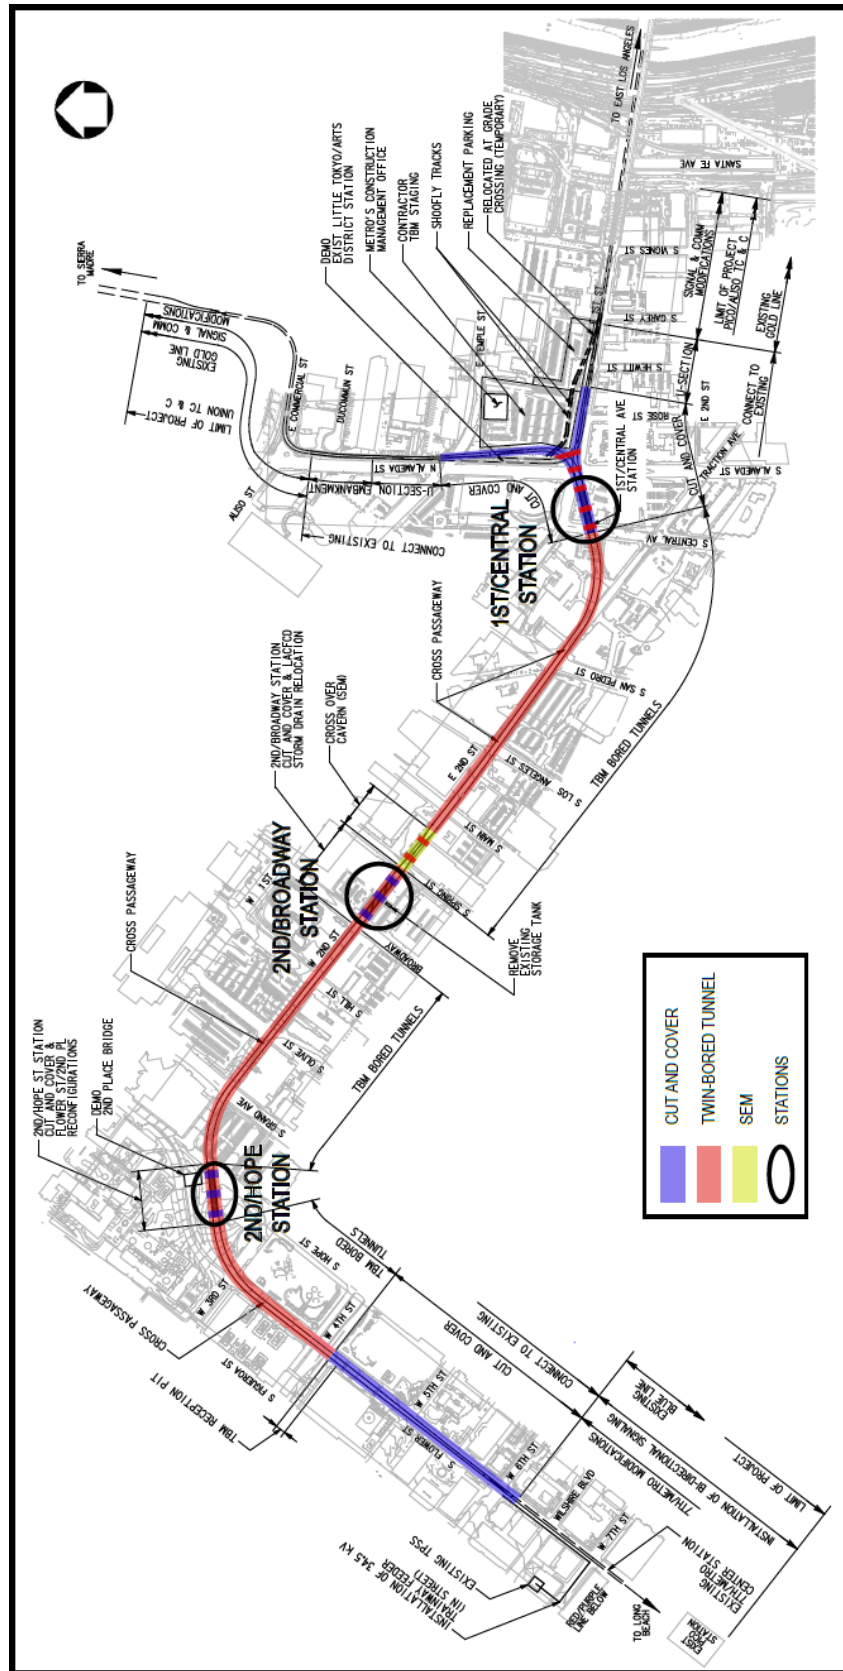 TO EAST LOS ANGELES
SANTA FE AVE
REPLACEMENT PARKING
RELOCATED AT GRADE
CROSSING (TEMPORARY)
SHOOFLY TRACKS
CONTRACTOR
TBM STAGING
METRO'S CONSTRUCTION
MANAGEMENT OFFICE
DEMO
EXIST LITTLE TOKYO/ARTS
DISTRICT STATION
TO SIERRA
MADRE
SIGNAL & COMM
MODIFICATIONS
EXISTING
GOLD LINE
LIMIT OF PROJECT
UNION TC & C
E COMMERCIAL ST
DUCOMMUN ST
E TEMPLE ST
ALISO ST
N ALAMEDA ST
EMBANKMENT
U-SECTION
CUT AND COVER
CONNECT TO EXISTING
1ST ST
S VIGNES ST
S GAREY ST
S HEWITT ST
ROSE ST
E 2ND ST
TRACTION AVE
S ALAMEDA ST
S CENTRAL AV
SIGNAL & COMM
MODIFICATIONS
LIMIT OF PROJECT
PICO/ALISO TC & C
EXISTING
GOLD LINE
U-SECTION
CUT AND COVER
CONNECT TO
EXISTING
1ST/CENTRAL AVE
STATION
1ST/CENTRAL
STATION
CROSS PASSAGEWAY
S SAN PEDRO ST
TBM BORED TUNNELS
S LOS ANGELES ST
E 2ND ST
S MAIN ST
S SPRING ST
CROSS OVER
CAVERN (SEM)
2ND/BROADWAY STATION
CUT AND COVER & LACFCD
STORM DRAIN RELOCATION
2ND/BROADWAY
STATION
REMOVE
EXISTING
STORAGE TANK
BROADWAY
W 1ST
W 2ND ST
S HILL ST
S OLIVE ST
S GRAND AVE
TBM BORED TUNNELS
CROSS PASSAGEWAY
2ND/HOPE ST STATION
CUT AND COVER &
FLOWER ST/2ND PL
RECONFIGURATIONS
DEMO
2ND PLACE BRIDGE
2ND/HOPE
STATION
S HOPE ST
TBM BORED
TUNNELS
W 3RD ST
CROSS PASSAGEWAY
S FIGUEROA ST
W 4TH ST
TBM RECEPTION PIT
W 5TH ST
S FLOWER ST
W 6TH ST
WILSHIRE BLVD
W 7TH ST
CUT AND COVER
CONNECT TO EXISTING
7TH/METRO MODIFICATIONS
INSTALLATION OF BI-DIRECTIONAL SIGNALING
EXISTING
BLUE LINE
LIMIT OF PROJECT
INSTALLATION OF 34.5 KV
TRAINWAY FEEDER
(IN STREET)
EXISTING TPSS
RED/PURPLE
LINE BELOW
TO LONG
BEACH
EXISTING
7TH/METRO
CENTER STATION
EXIST
PICO
STATION
CUT AND COVER
TWIN-BORED TUNNEL
SEM
STATIONS